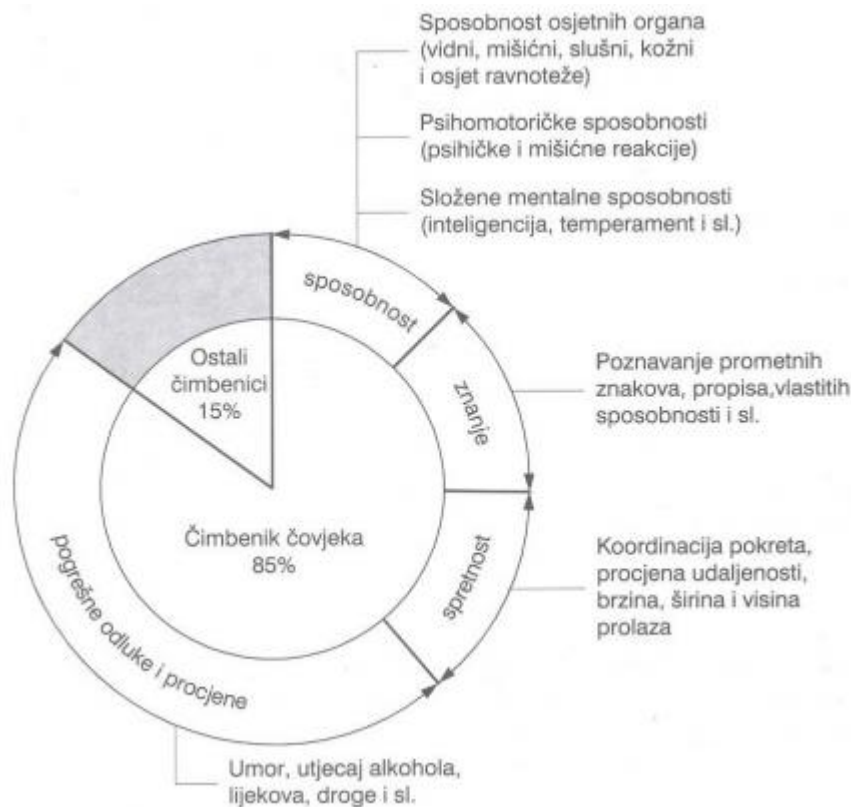 Sposobnost osjetnih organa
(vidni, mišićni, slušni, kožni
i osjet ravnoteže)
Psihomotoričke sposobnosti
(psihičke i mišićne reakcije)
Složene mentalne sposobnosti
(inteligencija, temperament i sl.)
sposobnost
Ostali
čimbenici
15%
znanje
Poznavanje prometnih
znakova, propisa,vlastitih
sposobnosti i sl.
Čimbenik čovjeka
85%
spretnost
Koordinacija pokreta,
procjena udaljenosti,
brzina, širina i visina
prolaza
pogrešne odluke i procjene
Umor, utjecaj alkohola,
lijekova, droge i sl.